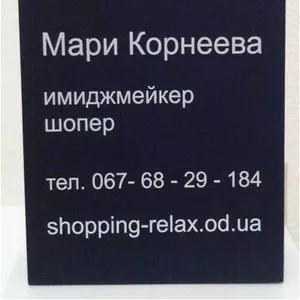 Мари Корнеева
имиджмейкер
шопер
тел. 067- 68 - 29 - 184
shopping-relax.od.ua